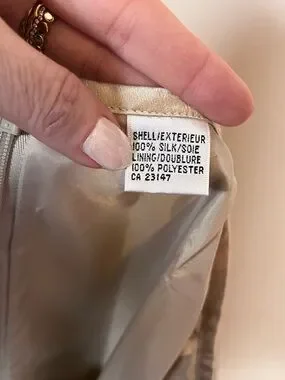 SHELL/EXTERIEUR
100% SILK/SOIE
LINING/DOUBLURE
100% POLYESTER
CA 23147